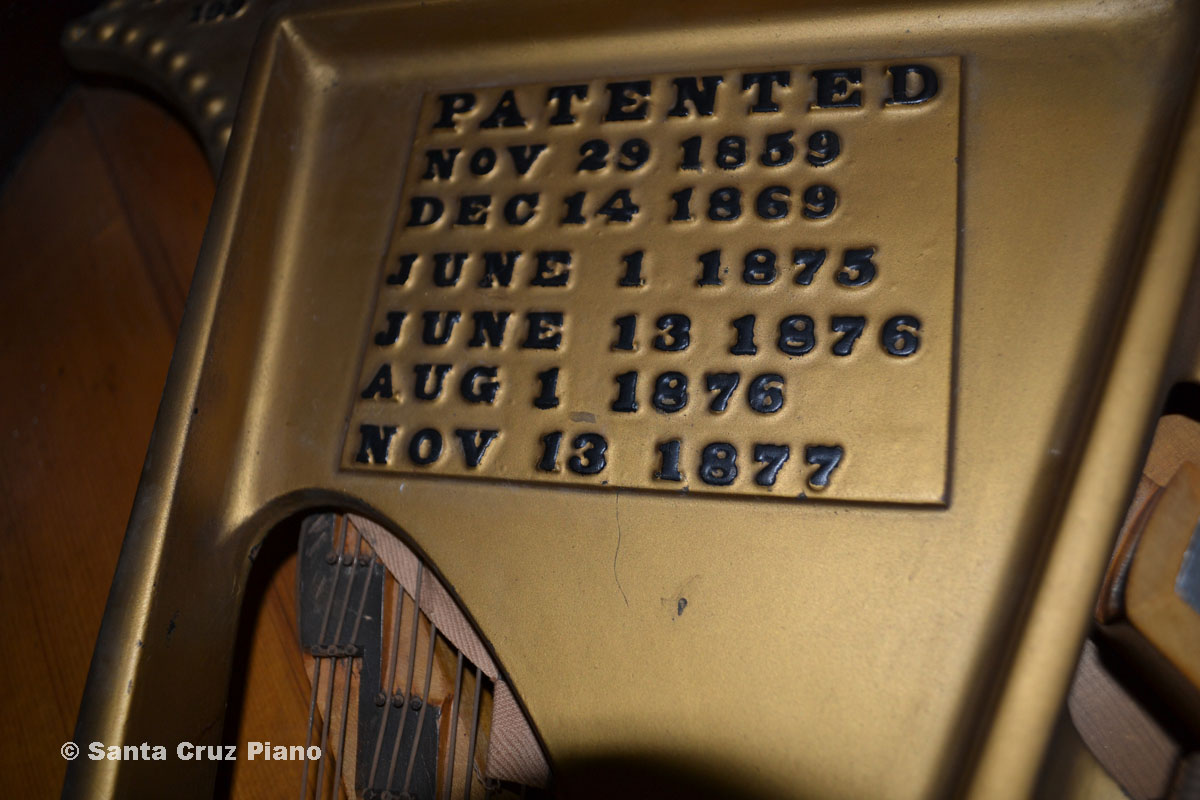 109
PATENTED
NOV 29 1859
DEC 14 1869
JUNE 1 1875
JUNE 13 1876
AUG 1 1876
NOV 13 1877
© Santa Cruz Piano